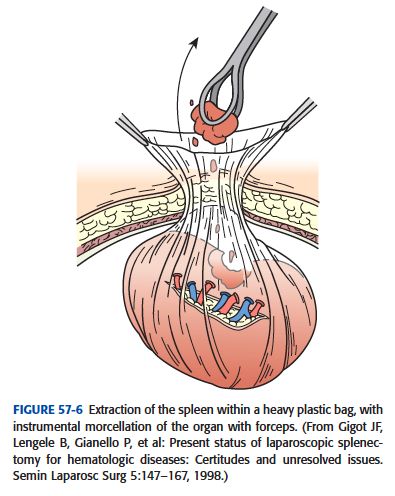 FIGURE 57-6 Extraction of the spleen within a heavy plastic bag, with
instrumental morcellation of the organ with forceps. (From Gigot JF,
Lengele B, Gianello P, et al: Present status of laparoscopic splenec-
tomy for hematologic diseases: Certitudes and unresolved issues.
Semin Laparosc Surg 5:147–167, 1998.)